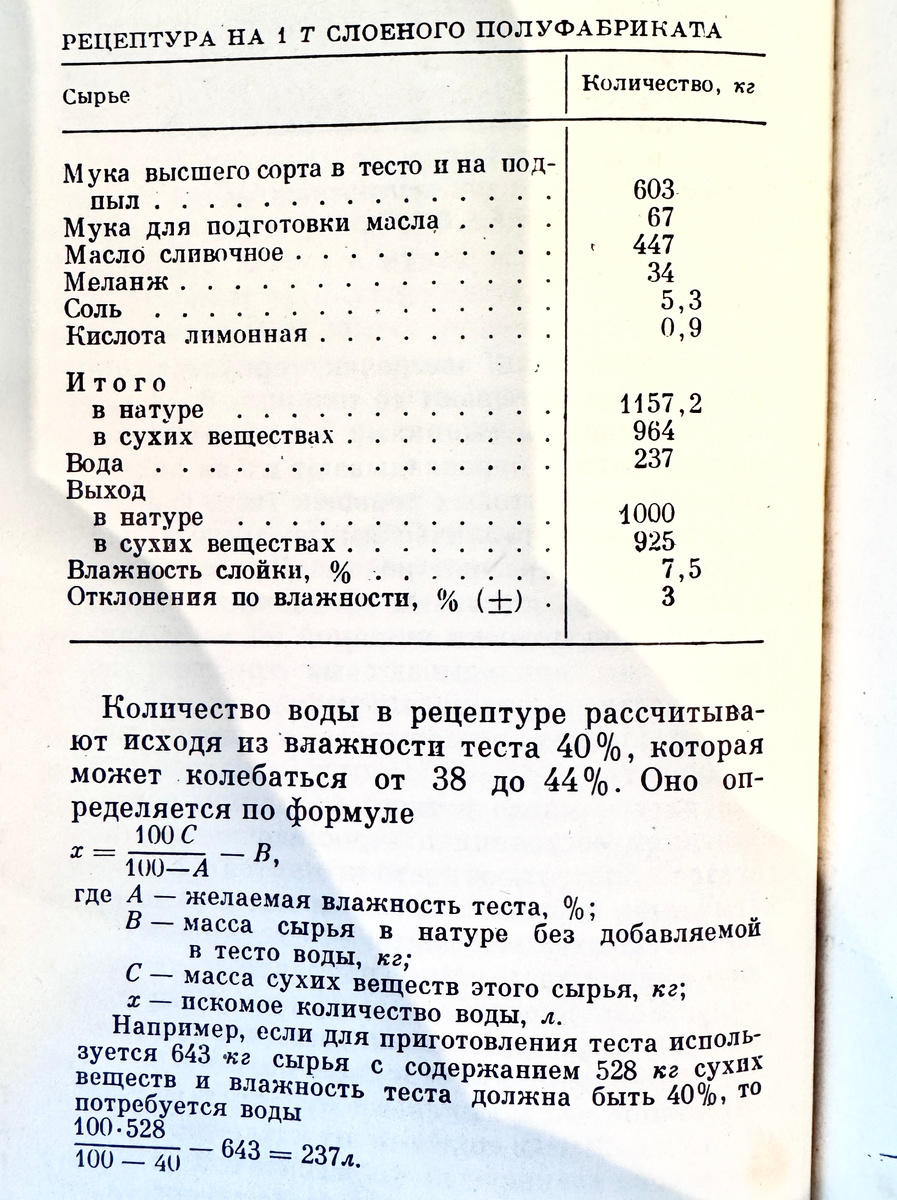 РЕЦЕПТУРА НА 1 Т СЛОЕНОГО ПОЛУФАБРИКАТА
Сырье Количество, кг
Мука высшего сорта в тесто и на под-
пыл . . . . . . . . . . . . . . . 603
Мука для подготовки масла . . . . 67
Масло сливочное . . . . . . . . . . 447
Меланж . . . . . . . . . . . . . . 34
Соль . . . . . . . . . . . . . . . 5,3
Кислота лимонная . . . . . . . . . 0,9
Итого
в натуре . . . . . . . . . . . . 1157,2
в сухих веществах . . . . . . . . 964
Вода . . . . . . . . . . . . . . . 237
Выход
в натуре . . . . . . . . . . . . 1000
в сухих веществах . . . . . . . . 925
Влажность слойки, % . . . . . . . 7,5
Отклонения по влажности, % (±) . 3
Количество воды в рецептуре рассчитыва-
ют исходя из влажности теста 40%, которая
может колебаться от 38 до 44%. Оно оп-
ределяется по формуле
x = 100 C / 100—A — B,
где A — желаемая влажность теста, %;
B — масса сырья в натуре без добавляемой
в тесто воды, кг;
C — масса сухих веществ этого сырья, кг;
x — искомое количество воды, л.
Например, если для приготовления теста исполь-
зуется 643 кг сырья с содержанием 528 кг сухих
веществ и влажность теста должна быть 40%, то
потребуется воды
100·528 / 100 — 40 — 643 = 237л.